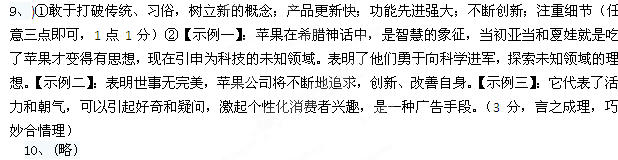 9、)①敢于打破传统、习俗，树立新的概念；产品更新快；功能先进强大；不断创新；注重细节（任
意三点即可，1点1分）②【示例一】：苹果在希腊神话中，是智慧的象征，当初亚当和夏娃就是吃
了苹果才变得有思想，现在引申为科技的未知领域。表明了他们勇于向科学进军，探索未知领域的理
想。【示例二】：表明世事无完美，苹果公司将不断地追求，创新、改善自身。【示例三】：它代表了活
力和朝气，可以引起好奇和疑问，激起个性化消费者兴趣，是一种广告手段。（3分，言之成理，巧
妙合情理）
10、(略)